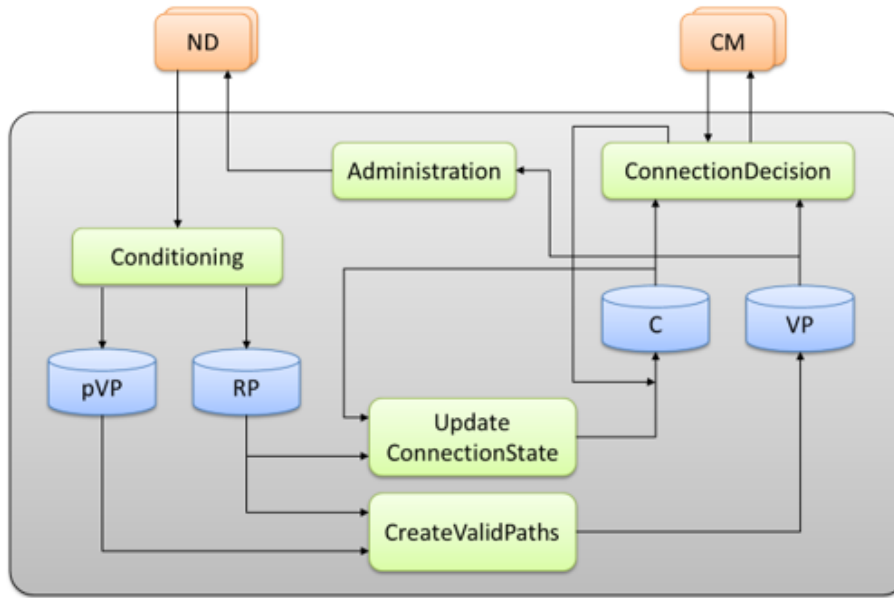 ND
CM
Administration
ConnectionDecision
Conditioning
C
VP
pVP
RP
Update
ConnectionState
CreateValidPaths